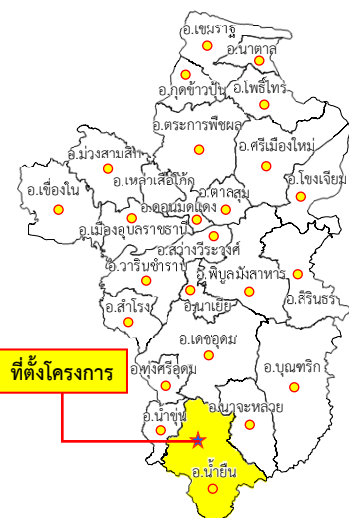 อ.เขมราฐ
อ.นาตาล
อ.กุดข้าวปุ้น
อ.โพธิ์ไทร
อ.ตระการพืชผล
อ.ศรีเมืองใหม่
อ.ม่วงสามสิบ
อ.เหล่าเสือโก้ก
อ.โขงเจียม
อ.เขื่องใน
อ.ตาลสุม
อ.ดอนมดแดง
อ.เมืองอุบลราชธานี
อ.สว่างวีระวงศ์
อ.วารินชำราบ
อ.พิบูลมังสาหาร
อ.สิรินธร
อ.นาเยีย
อ.สำโรง
อ.เดชอุดม
อ.ทุ่งศรีอุดม
อ.บุณฑริก
ที่ตั้งโครงการ
อ.น้ำขุ่น
อ.นาจะหลวย
อ.น้ำยืน